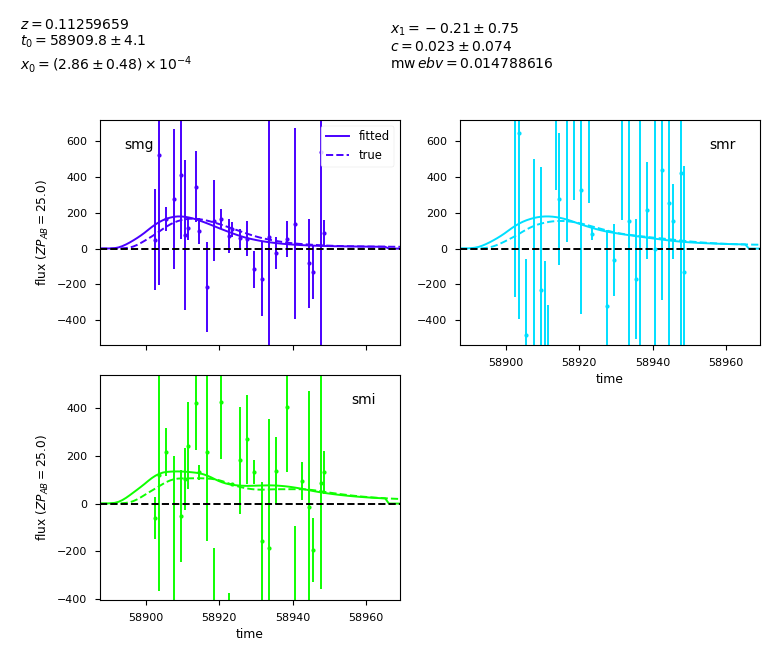 z = 0.11259659
t₀ = 58909.8 ± 4.1
x₀ = (2.86 ± 0.48) × 10⁻⁴
x₁ = −0.21 ± 0.75
c = 0.023 ± 0.074
mw ebv = 0.014788616
smg
fitted
true
600
400
200
0
−200
−400
flux (ZP_AB = 25.0)
smr
600
400
200
0
−200
−400
58900 58920 58940 58960
time
smi
400
200
0
−200
−400
flux (ZP_AB = 25.0)
58900 58920 58940 58960
time